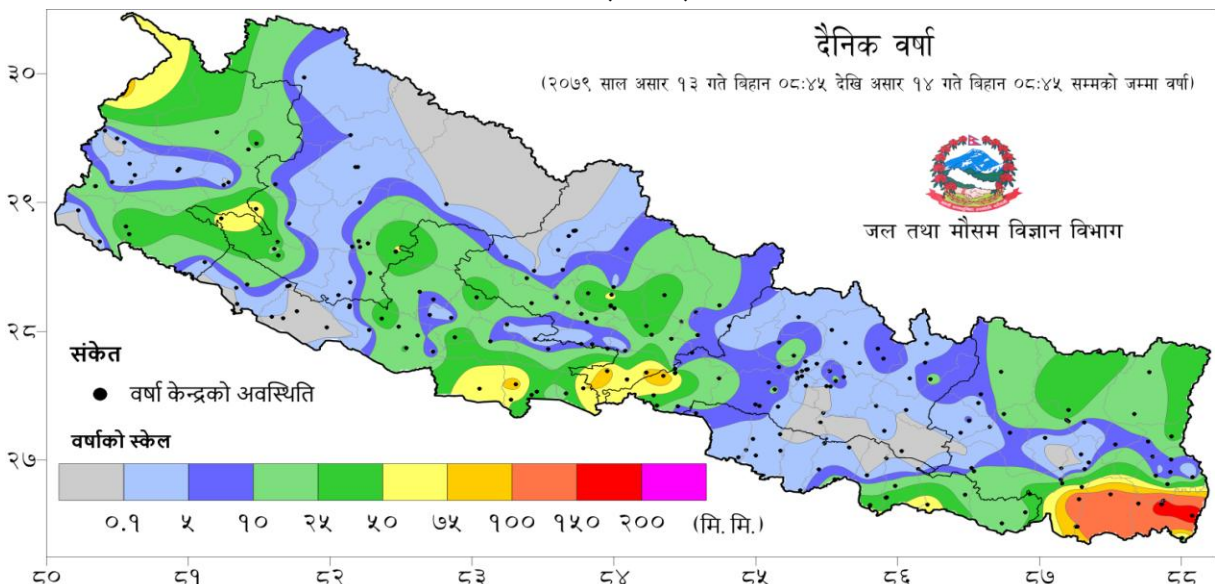 दैनिक वर्षा
(२०७९ साल असार १३ गते बिहान ०८:४५ देखि असार १४ गते बिहान ०८:४५ सम्मको जम्मा वर्षा)
जल तथा मौसम विज्ञान विभाग
३०
२९
२८
२७
संकेत
वर्षा केन्द्रको अवस्थिति
वर्षाको स्केल
०.१ ५ १० २५ ५० ७५ १०० १५० २०० (मि.मि.)
८० ८१ ८२ ८३ ८४ ८५ ८६ ८७ ८८